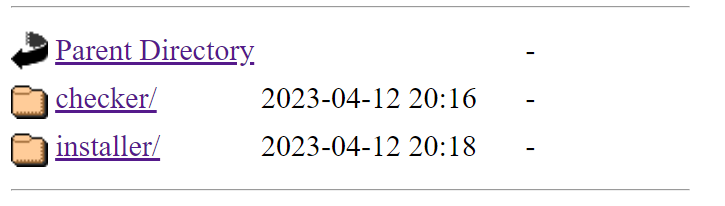 Parent Directory -
checker/ 2023-04-12 20:16 -
installer/ 2023-04-12 20:18 -